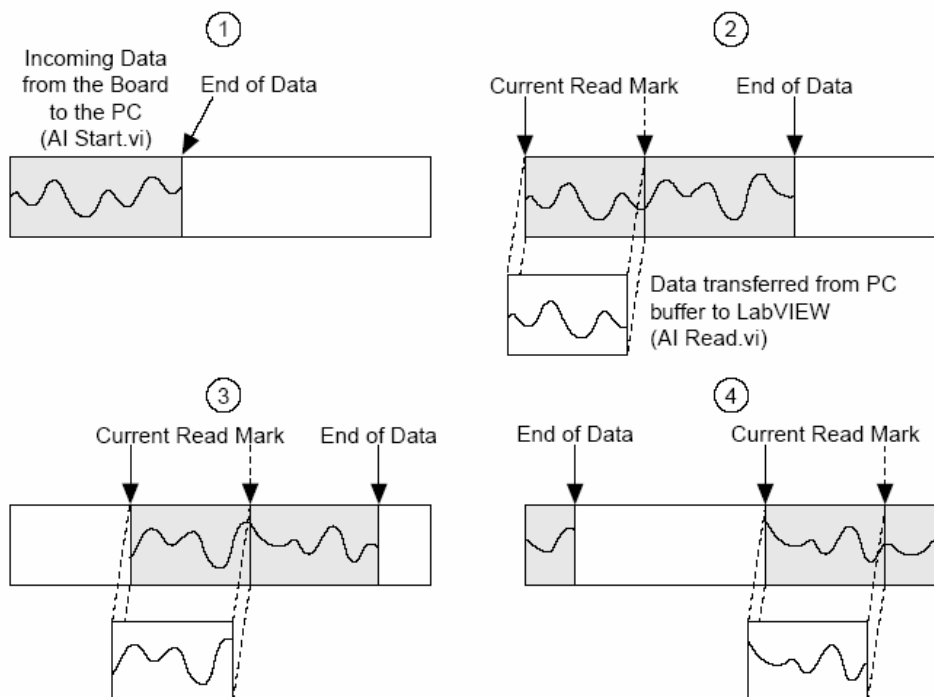 1
Incoming Data
from the Board
to the PC
(AI Start.vi)
End of Data
2
Current Read Mark
End of Data
Data transferred from PC
buffer to LabVIEW
(AI Read.vi)
3
Current Read Mark
End of Data
4
End of Data
Current Read Mark